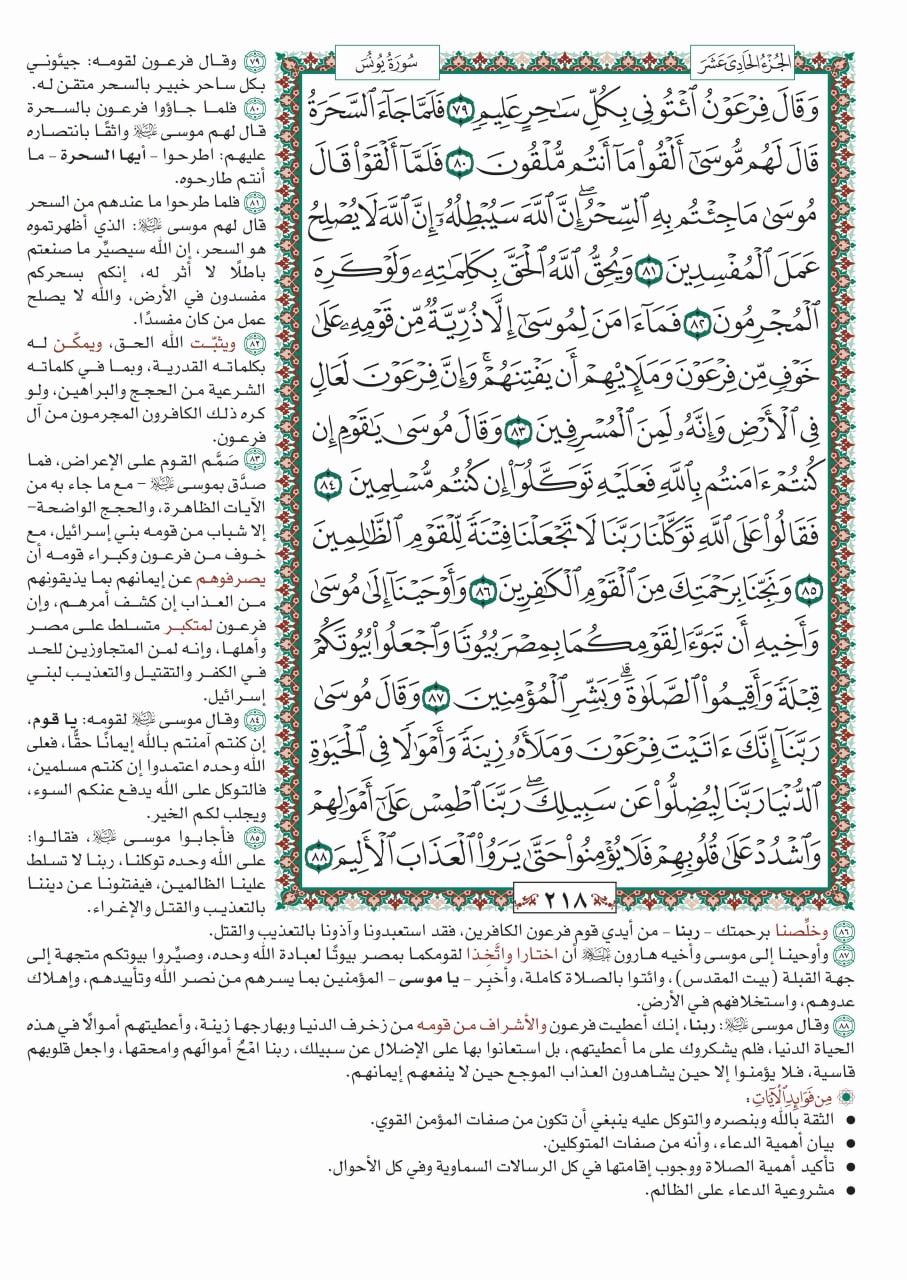 الجُزْءُ الحَادِيَ عَشَرَ
سُورَةُ يُونُسَ
وَقَالَ فِرْعَوْنُ ٱئْتُونِي بِكُلِّ سَٰحِرٍ عَلِيمٍ ٧٩ فَلَمَّا جَآءَ ٱلسَّحَرَةُ
قَالَ لَهُم مُّوسَىٰٓ أَلْقُوا۟ مَآ أَنتُم مُّلْقُونَ ٨٠ فَلَمَّآ أَلْقَوْا۟ قَالَ
مُوسَىٰ مَا جِئْتُم بِهِ ٱلسِّحْرُۖ إِنَّ ٱللَّهَ سَيُبْطِلُهُۥٓ إِنَّ ٱللَّهَ لَا يُصْلِحُ
عَمَلَ ٱلْمُفْسِدِينَ ٨١ وَيُحِقُّ ٱللَّهُ ٱلْحَقَّ بِكَلِمَٰتِهِۦ وَلَوْ كَرِهَ
ٱلْمُجْرِمُونَ ٨٢ فَمَآ ءَامَنَ لِمُوسَىٰٓ إِلَّا ذُرِّيَّةٌ مِّن قَوْمِهِۦ عَلَىٰ
خَوْفٍ مِّن فِرْعَوْنَ وَمَلَإِي۟هِمْ أَن يَفْتِنَهُمْۚ وَإِنَّ فِرْعَوْنَ لَعَالٍ
فِي ٱلْأَرْضِ وَإِنَّهُۥ لَمِنَ ٱلْمُسْرِفِينَ ٨٣ وَقَالَ مُوسَىٰ يَٰقَوْمِ إِن
كُنتُمْ ءَامَنتُم بِٱللَّهِ فَعَلَيْهِ تَوَكَّلُوٓا۟ إِن كُنتُم مُّسْلِمِينَ ٨٤
فَقَالُوا۟ عَلَى ٱللَّهِ تَوَكَّلْنَا رَبَّنَا لَا تَجْعَلْنَا فِتْنَةً لِّلْقَوْمِ ٱلظَّٰلِمِينَ
٨٥ وَنَجِّنَا بِرَحْمَتِكَ مِنَ ٱلْقَوْمِ ٱلْكَٰفِرِينَ ٨٦ وَأَوْحَيْنَآ إِلَىٰ مُوسَىٰ
وَأَخِيهِ أَن تَبَوَّءَا لِقَوْمِكُمَا بِمِصْرَ بُيُوتًا وَٱجْعَلُوا۟ بُيُوتَكُمْ
قِبْلَةً وَأَقِيمُوا۟ ٱلصَّلَوٰةَۗ وَبَشِّرِ ٱلْمُؤْمِنِينَ ٨٧ وَقَالَ مُوسَىٰ
رَبَّنَآ إِنَّكَ ءَاتَيْتَ فِرْعَوْنَ وَمَلَأَهُۥ زِينَةً وَأَمْوَٰلًا فِي ٱلْحَيَوٰةِ
ٱلدُّنْيَا رَبَّنَا لِيُضِلُّوا۟ عَن سَبِيلِكَۖ رَبَّنَا ٱطْمِسْ عَلَىٰٓ أَمْوَٰلِهِمْ
وَٱشْدُدْ عَلَىٰ قُلُوبِهِمْ فَلَا يُؤْمِنُوا۟ حَتَّىٰ يَرَوُا۟ ٱلْعَذَابَ ٱلْأَلِيمَ ٨٨
٢١٨
٧٩ وقال فرعون لقومه: جيئوني
بكل ساحر خبير بالسحر متقن له.
٨٠ فلما جاؤوا فرعون بالسحرة
قال لهم موسى ﷺ واثقًا بانتصاره
عليهم: اطرحوا - أيها السحرة - ما
أنتم طارحوه.
٨١ فلما طرحوا ما عندهم من السحر
قال لهم موسى ﷺ: الذي أظهرتموه
هو السحر، إن الله سيصيِّر ما صنعتم
باطلًا لا أثر له، إنكم بسحركم
مفسدون في الأرض، والله لا يصلح
عمل من كان مفسدًا.
٨٢ ويثبّت الله الحق، ويمكّن له
بكلماته القدرية، وبما في كلماته
الشرعية من الحجج والبراهين، ولو
كره ذلك الكافرون المجرمون من آل
فرعون.
٨٣ صَمَّم القوم على الإعراض، فما
صدَّق بموسى ﷺ - مع ما جاء به من
الآيات الظاهرة، والحجج الواضحة-
إلا شباب من قومه بني إسرائيل، مع
خوف من فرعون وكبراء قومه أن
يصرفوهم عن إيمانهم بما يذيقونهم
من العذاب إن كشف أمرهم، وإن
فرعون لمتكبر متسلط على مصر
وأهلها، وإنه لمن المتجاوزين للحد
في الكفر والتقتيل والتعذيب لبني
إسرائيل.
٨٤ وقال موسى ﷺ لقومه: يا قوم،
إن كنتم آمنتم بالله إيمانًا حقًّا، فعلى
الله وحده اعتمدوا إن كنتم مسلمين،
فالتوكل على الله يدفع عنكم السوء،
ويجلب لكم الخير.
٨٥ فأجابوا موسى ﷺ، فقالوا:
على الله وحده توكلنا، ربنا لا تسلط
علينا الظالمين، فيفتنونا عن ديننا
بالتعذيب والقتل والإغراء.
٨٦ وخلِّصنا برحمتك - ربنا - من أيدي قوم فرعون الكافرين، فقد استعبدونا وآذونا بالتعذيب والقتل.
٨٧ وأوحينا إلى موسى وأخيه هارون ﷺ أن اختارا واتَّخِذا لقومكما بمصر بيوتًا لعبادة الله وحده، وصيِّروا بيوتكم متجهة إلى
جهة القبلة (بيت المقدس)، وائتوا بالصلاة كاملة، وأخبِر - يا موسى - المؤمنين بما يسرهم من نصر الله وتأييدهم، وإهلاك
عدوهم، واستخلافهم في الأرض.
٨٨ وقال موسى ﷺ: ربنا، إنك أعطيت فرعون والأشراف من قومه من زخرف الدنيا وبهارجها زينة، وأعطيتهم أموالًا في هذه
الحياة الدنيا، فلم يشكروك على ما أعطيتهم، بل استعانوا بها على الإضلال عن سبيلك، ربنا امْحُ أموالَهم وامحقها، واجعل قلوبهم
قاسية، فلا يؤمنوا إلا حين يشاهدون العذاب الموجع حين لا ينفعهم إيمانهم.
مِن فَوَائِدِ ٱلْآيَاتِ:
• الثقة بالله وبنصره والتوكل عليه ينبغي أن تكون من صفات المؤمن القوي.
• بيان أهمية الدعاء، وأنه من صفات المتوكلين.
• تأكيد أهمية الصلاة ووجوب إقامتها في كل الرسالات السماوية وفي كل الأحوال.
• مشروعية الدعاء على الظالم.